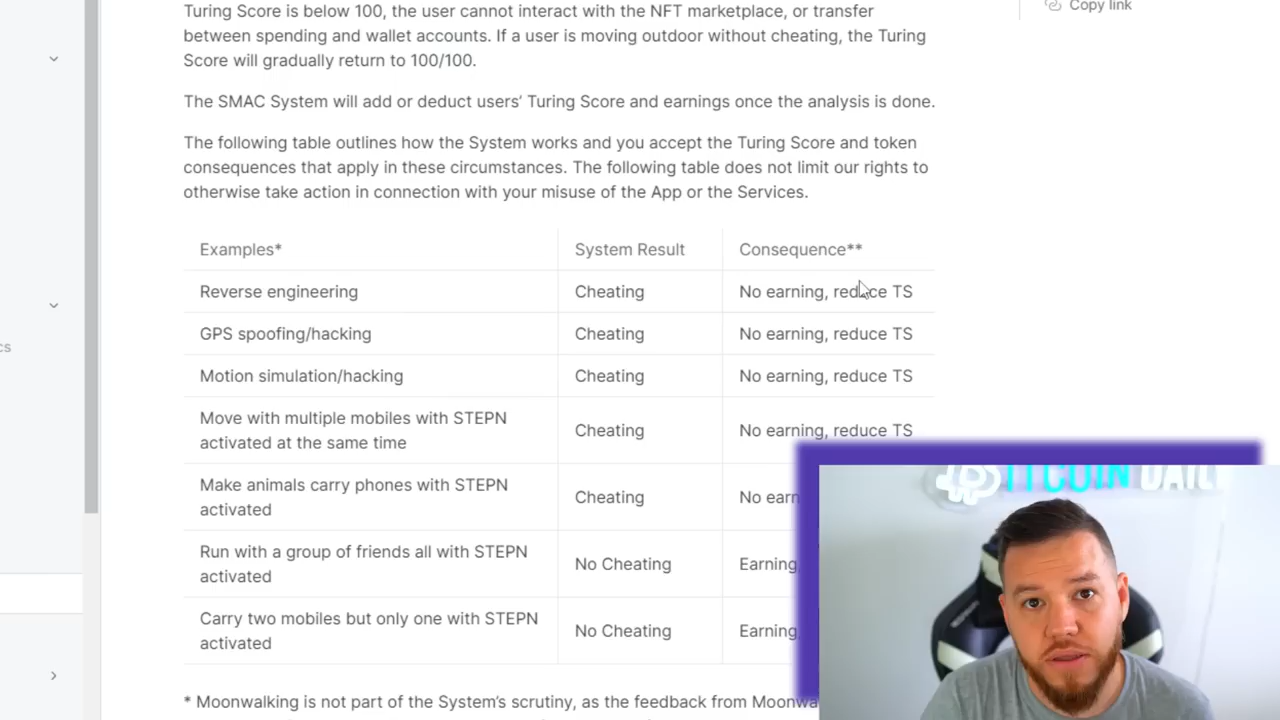 Copy link
Turing Score is below 100, the user cannot interact with the NFT marketplace, or transfer
between spending and wallet accounts. If a user is moving outdoor without cheating, the Turing
Score will gradually return to 100/100.
The SMAC System will add or deduct users' Turing Score and earnings once the analysis is done.
The following table outlines how the System works and you accept the Turing Score and token
consequences that apply in these circumstances. The following table does not limit our rights to
otherwise take action in connection with your misuse of the App or the Services.
Examples* System Result Consequence**
Reverse engineering Cheating No earning, reduce TS
GPS spoofing/hacking Cheating No earning, reduce TS
cs
Motion simulation/hacking Cheating No earning, reduce TS
Move with multiple mobiles with STEPN
activated at the same time
Cheating
No earning, reduce TS
Make animals carry phones with STEPN
activated
Cheating
No earn
Run with a group of friends all with STEPN
activated
No Cheating
Earning,
Carry two mobiles but only one with STEPN
activated
No Cheating
Earning,
* Moonwalking is not part of the System's scrutiny, as the feedback from Moonwa
ITCOIN DAILY